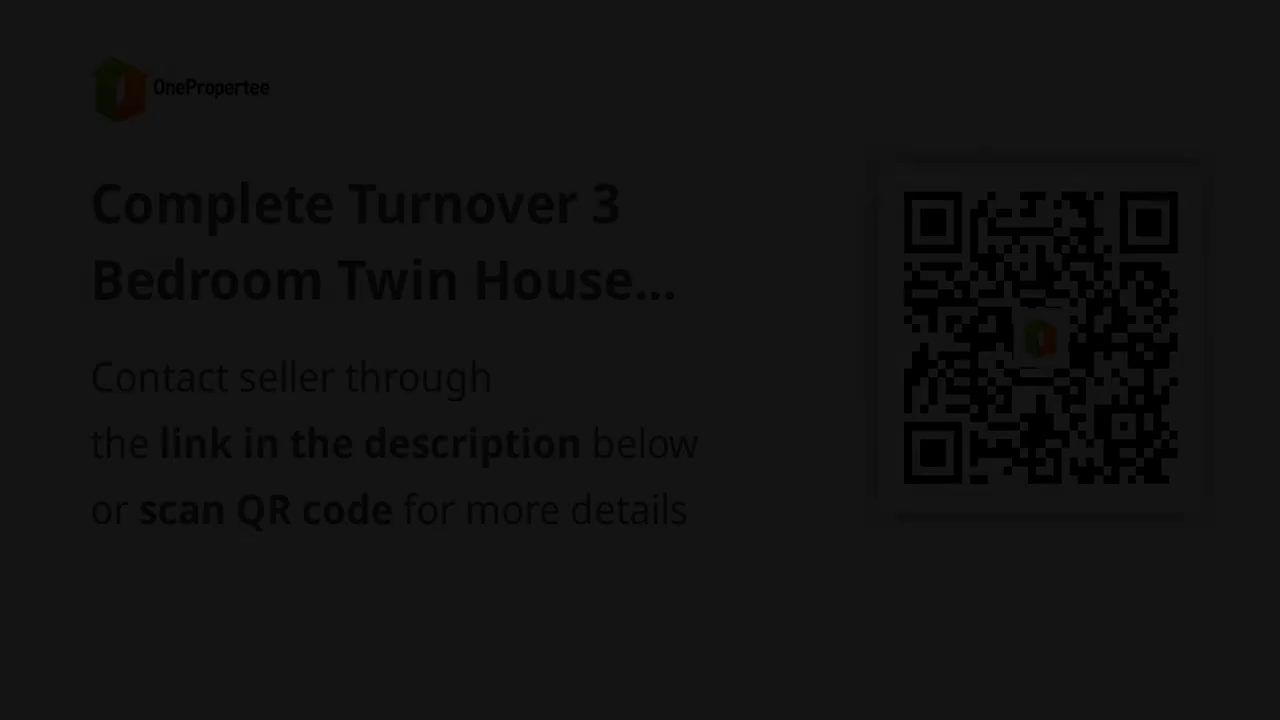 OnePropertee
Complete Turnover 3
Bedroom Twin House...
Contact seller through
the link in the description below
or scan QR code for more details